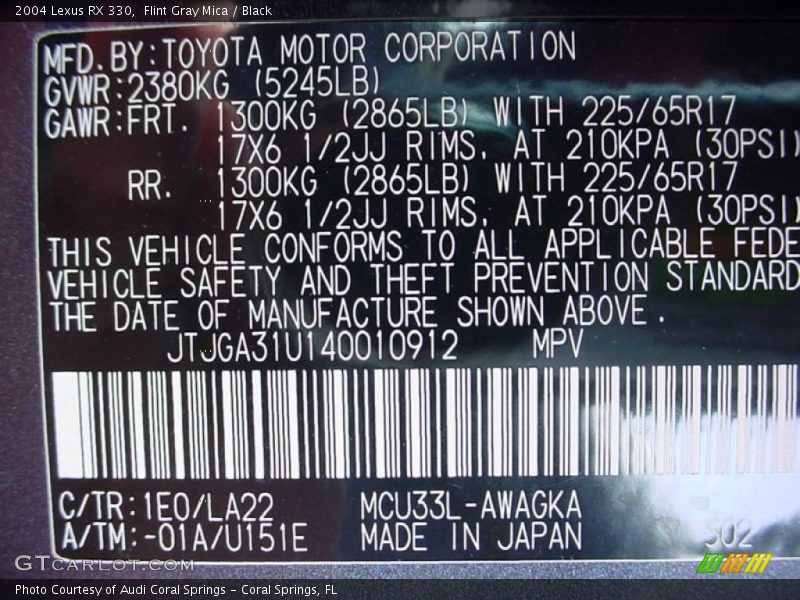 2004 Lexus RX 330,  Flint Gray Mica / Black
MFD.BY:TOYOTA MOTOR CORPORATION
GVWR:2380KG (5245LB)
GAWR:FRT. 1300KG (2865LB) WITH 225/65R17
17X6 1/2JJ RIMS, AT 210KPA (30PSI)
RR. 1300KG (2865LB) WITH 225/65R17
17X6 1/2JJ RIMS, AT 210KPA (30PSI)
THIS VEHICLE CONFORMS TO ALL APPLICABLE FEDE
VEHICLE SAFETY AND THEFT PREVENTION STANDARD
THE DATE OF MANUFACTURE SHOWN ABOVE.
JTJGA31U140010912 MPV
C/TR:1E0/LA22 MCU33L-AWAGKA
A/TM:-01A/U151E MADE IN JAPAN
502
GTCARLOT.COM
Photo Courtesy of Audi Coral Springs – Coral Springs, FL